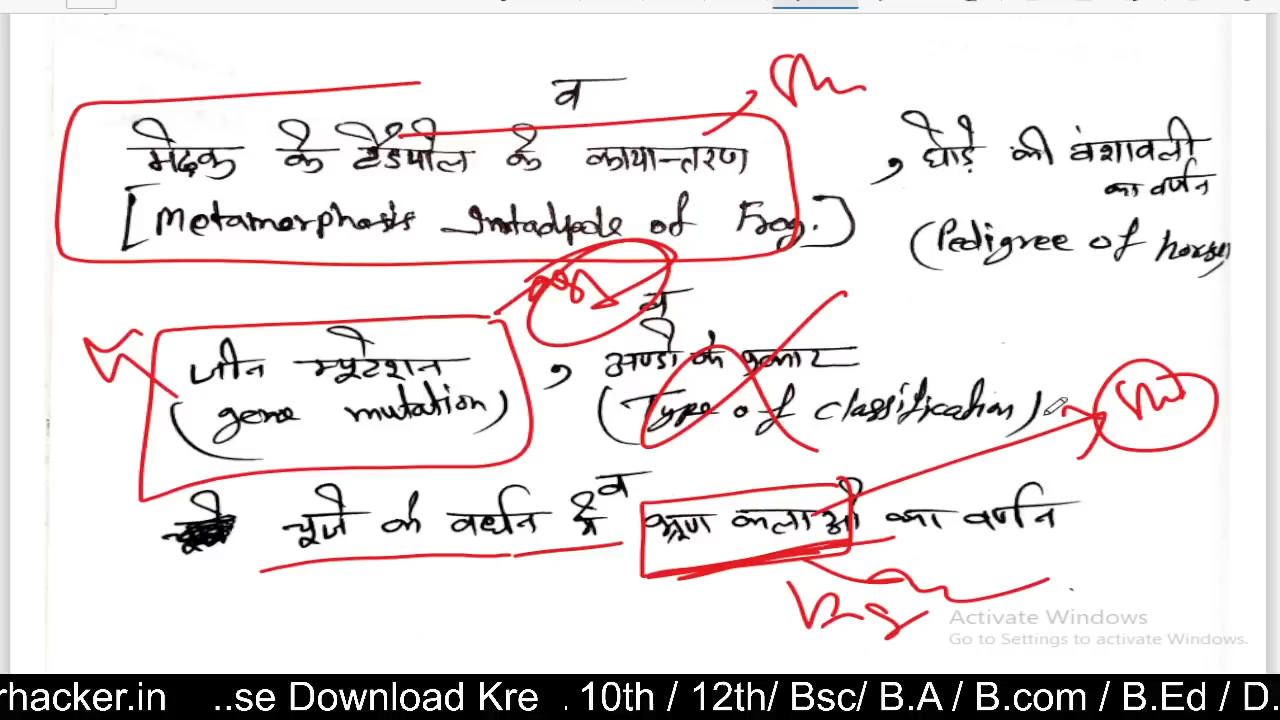 व
मेढक के टेडपोल के कायान्तरण , घोड़े की वंशावली
का वर्णन
[Metamorphosis Intadpole of Frog.] (Pedigree of horse)
व
जीन म्यूटेशन , अण्डो के प्रकार
(gene mutation) (Type of classification)
व
चूजे के वर्धन में भ्रूण कलाओ का वर्णन
Activate Windows
Go to Settings to activate Windows.
rhacker.in ..se Download Kre . 10th / 12th/ Bsc/ B.A / B.com / B.Ed / D.